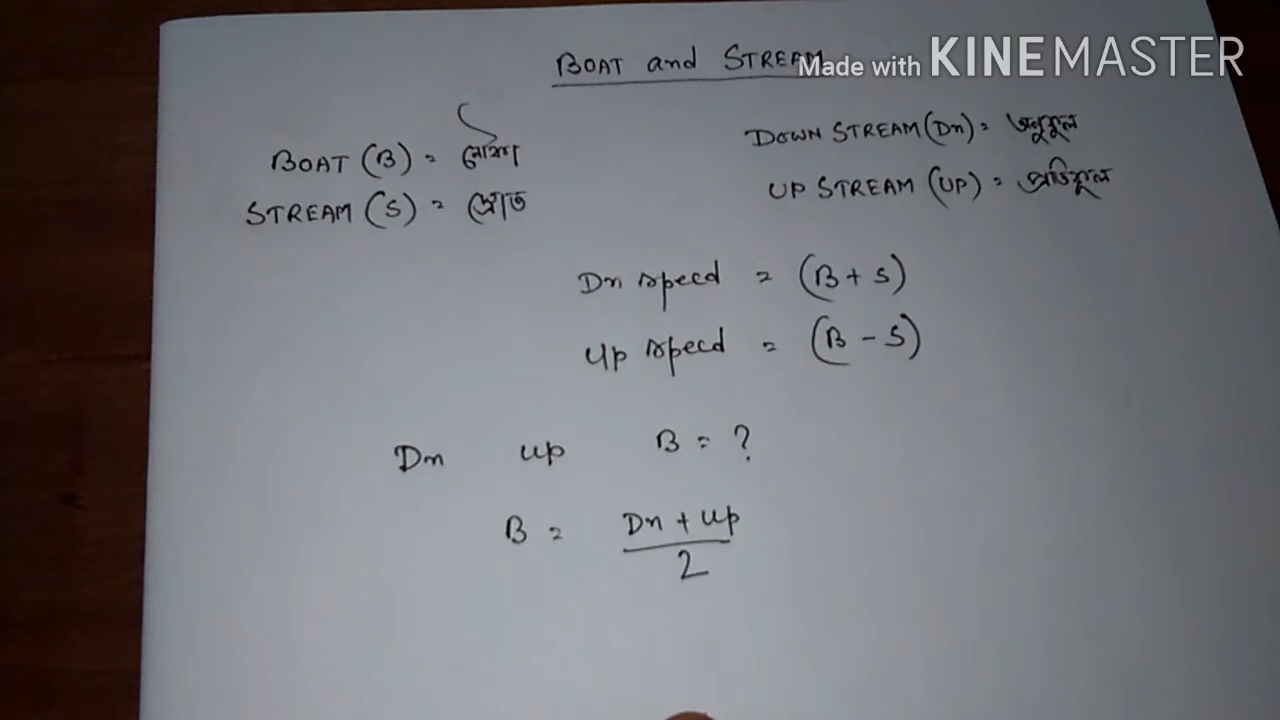 BOAT and STREAM
Made with KINEMASTER
BOAT (B) = নৌকা
STREAM (S) = স্রোত
DOWN STREAM (Dn) = অনুকূল
UP STREAM (UP) = প্রতিকূল
Dn speed = (B + S)
Up speed = (B - S)
Dn up B = ?
B = Dn + up
2